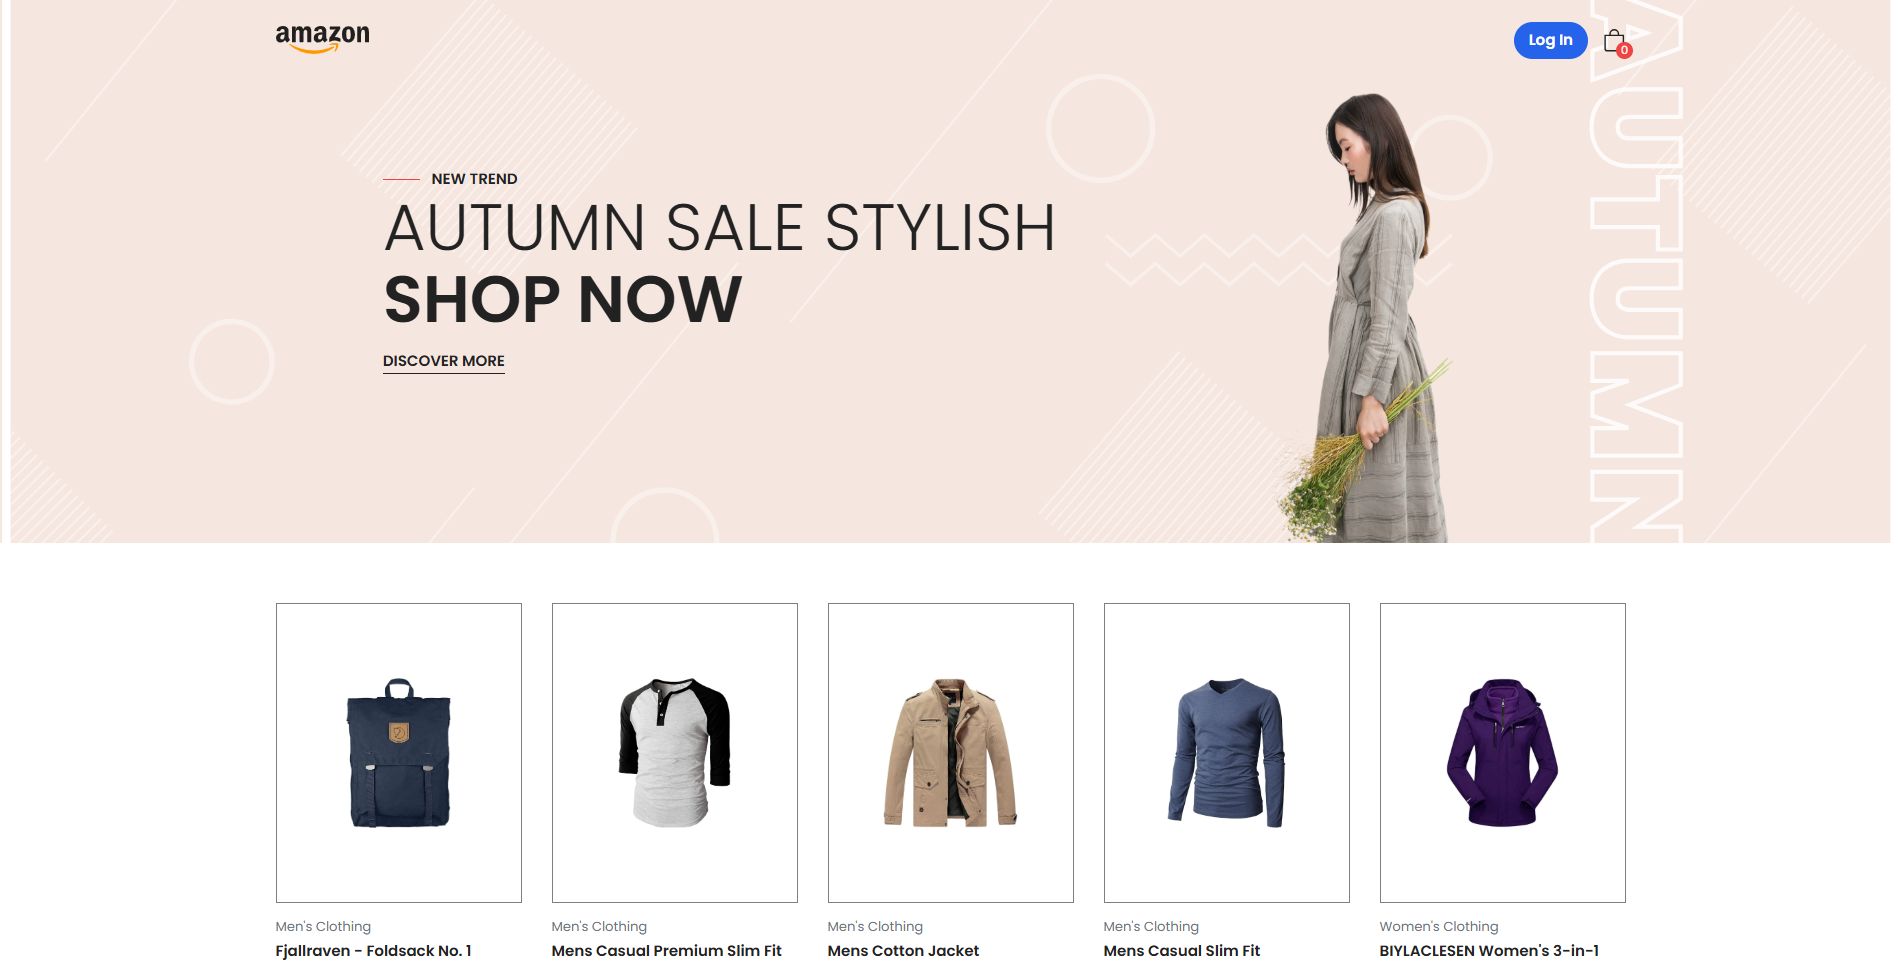 amazon
Log In
0
AUTUMN
NEW TREND
AUTUMN SALE STYLISH
SHOP NOW
DISCOVER MORE
Men's Clothing
Fjallraven - Foldsack No. 1
Men's Clothing
Mens Casual Premium Slim Fit
Men's Clothing
Mens Cotton Jacket
Men's Clothing
Mens Casual Slim Fit
Women's Clothing
BIYLACLESEN Women's 3-in-1